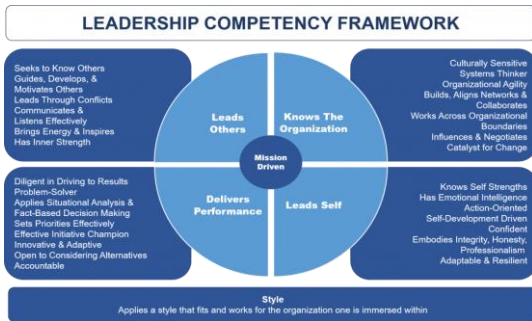 LEADERSHIP COMPETENCY FRAMEWORK
Seeks to Know Others
Guides, Develops, &
Motivates Others
Leads Through Conflicts
Communicates &
Listens Effectively
Brings Energy & Inspires
Has Inner Strength
Culturally Sensitive
Systems Thinker
Organizational Agility
Builds, Aligns Networks &
Collaborates
Works Across Organizational
Boundaries
Influences & Negotiates
Catalyst for Change
Leads
Others
Knows The
Organization
Mission
Driven
Delivers
Performance
Leads Self
Diligent in Driving to Results
Problem-Solver
Applies Situational Analysis &
Fact-Based Decision Making
Sets Priorities Effectively
Effective Initiative Champion
Innovative & Adaptive
Open to Considering Alternatives
Accountable
Knows Self Strengths
Has Emotional Intelligence
Action-Oriented
Self-Development Driven
Confident
Embodies Integrity, Honesty,
Professionalism
Adaptable & Resilient
Style
Applies a style that fits and works for the organization one is immersed within